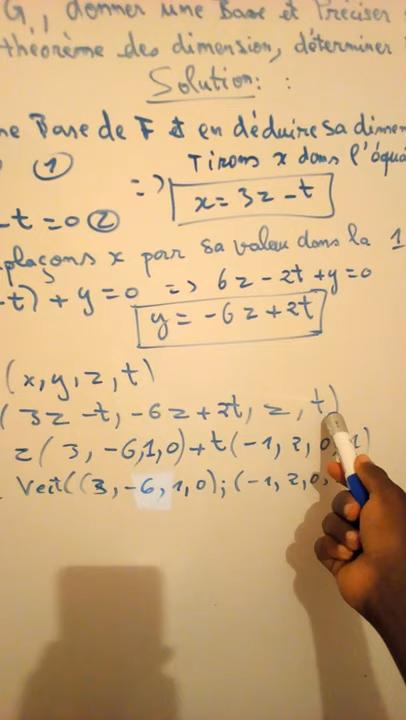 G, donner une Base et Préciser
théorème des dimension, déterminer
Solution: :
ne Base de F et en déduire sa dimen
① Tirons x dans l'équa
=> x = 3z - t
-t = 0 ②
plaçons x par sa valeur dans la 1
-t) + y = 0 => 6z - 2t + y = 0
y = -6z + 2t
(x, y, z, t)
(3z - t, -6z + 2t, z, t)
z(3, -6, 1, 0) + t(-1, 2, 0, 1)
Vect((3, -6, 1, 0); (-1, 2, 0,